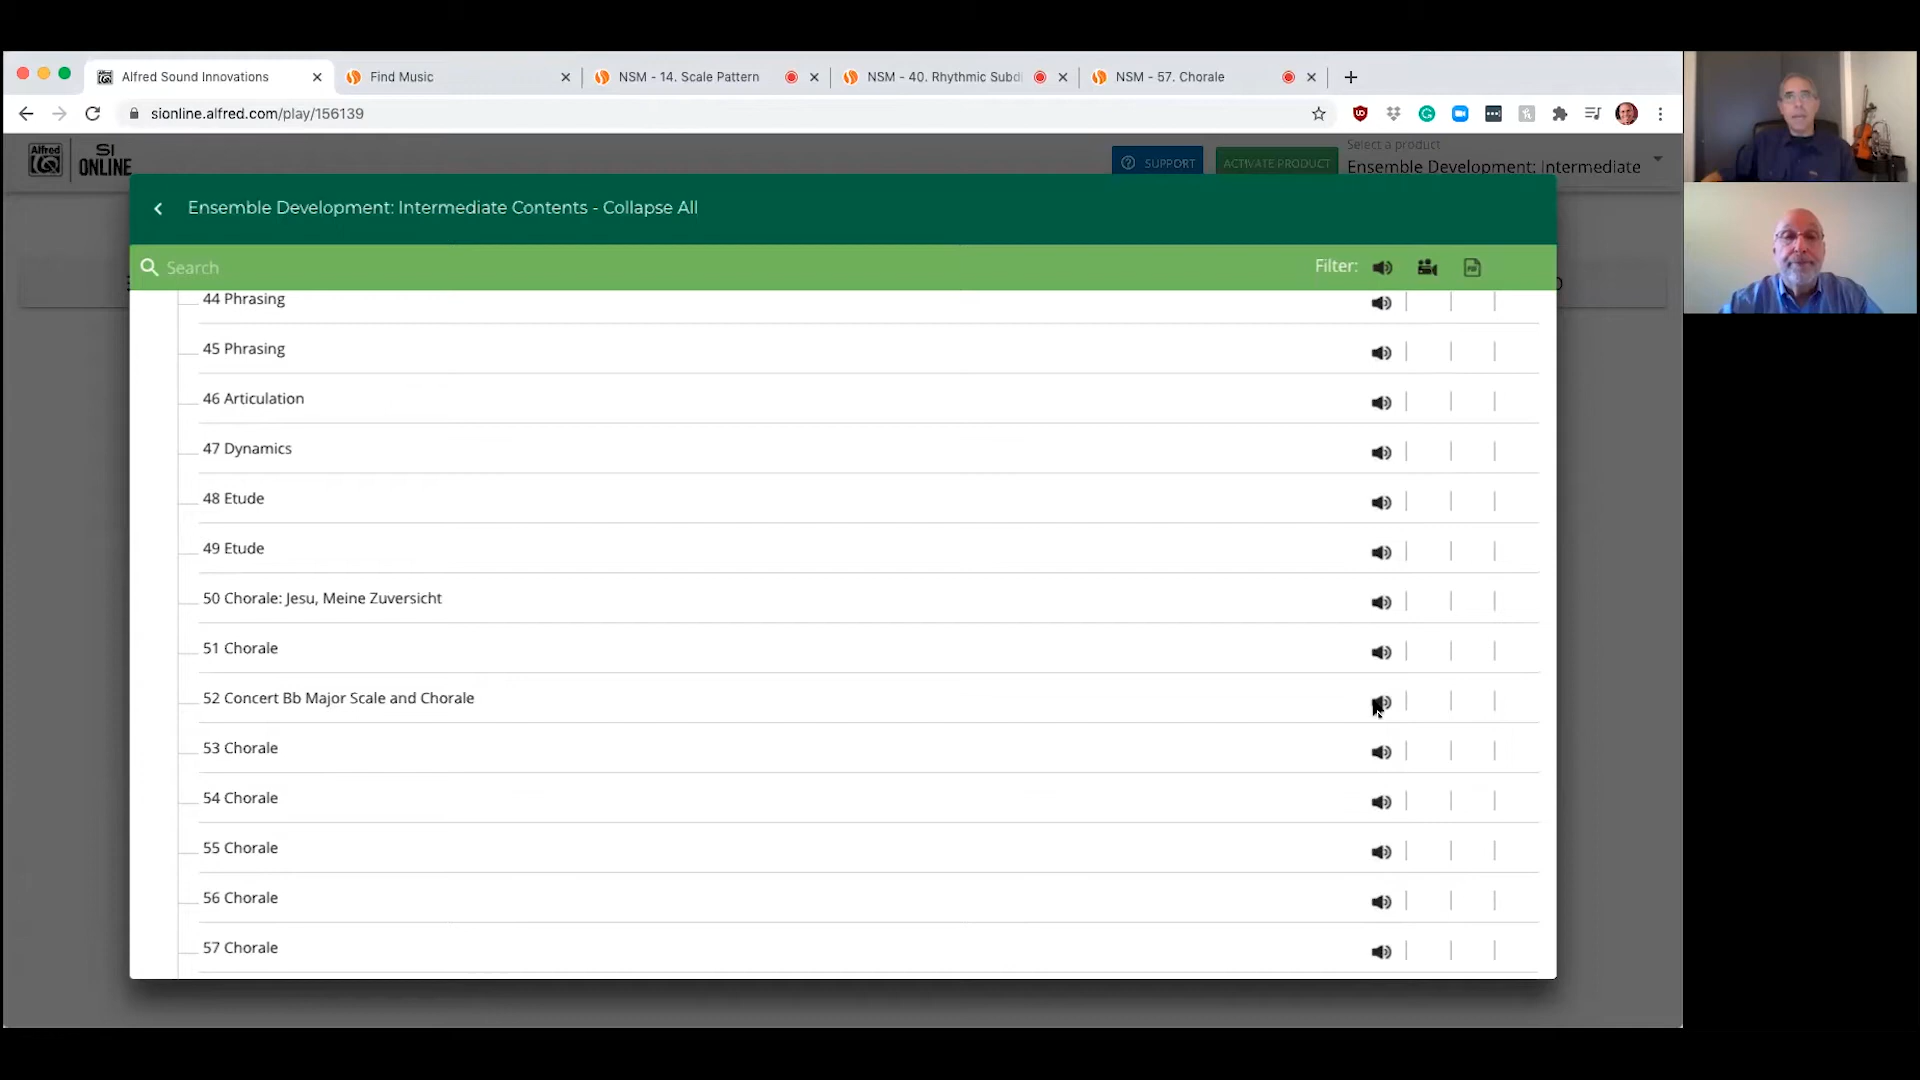 Alfred Sound Innovations
Find Music
NSM - 14. Scale Pattern
NSM - 40. Rhythmic Subdi
NSM - 57. Chorale
sionline.alfred.com/play/156139
Alfred
SI
ONLINE
SUPPORT
ACTIVATE PRODUCT
Select a product
Ensemble Development: Intermediate
Ensemble Development: Intermediate Contents - Collapse All
Search
Filter:
44 Phrasing
45 Phrasing
46 Articulation
47 Dynamics
48 Etude
49 Etude
50 Chorale: Jesu, Meine Zuversicht
51 Chorale
52 Concert Bb Major Scale and Chorale
53 Chorale
54 Chorale
55 Chorale
56 Chorale
57 Chorale